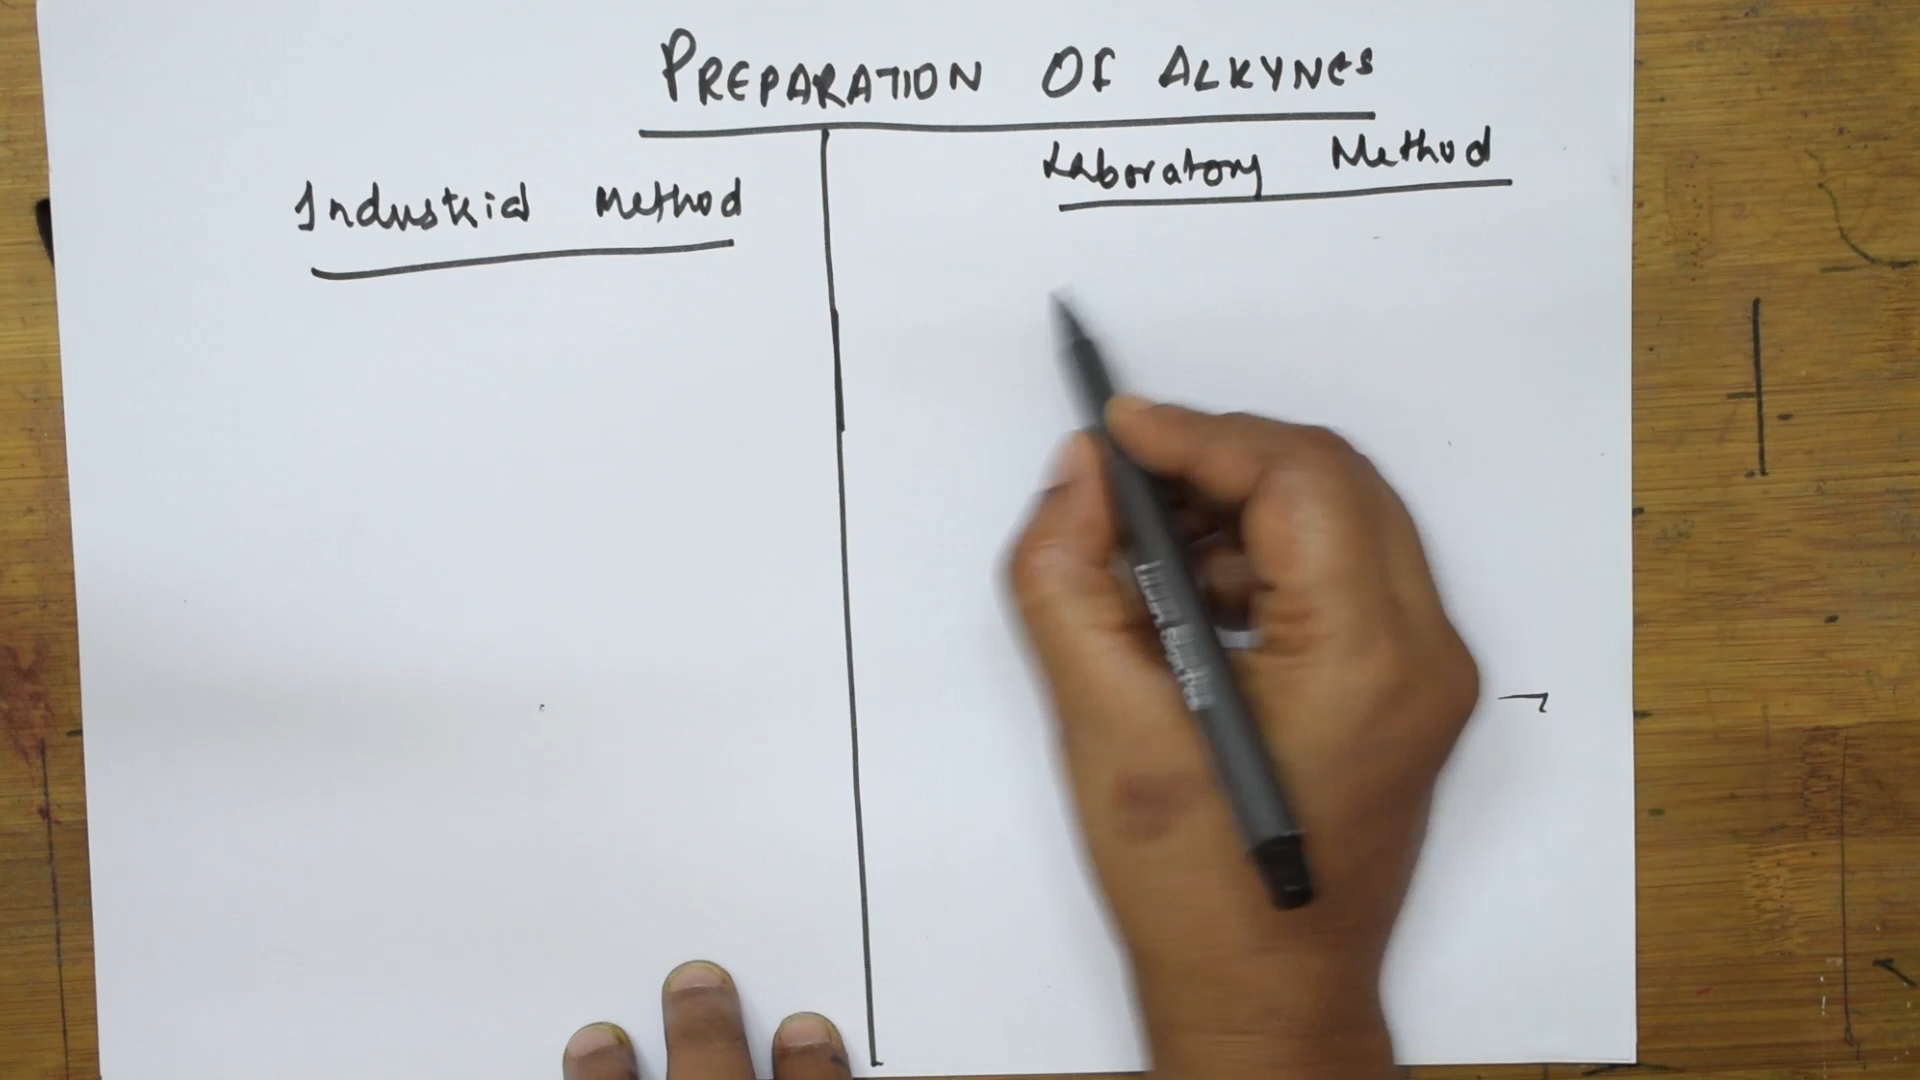 PREPARATION OF ALKYNES
Industrial Method
Laboratory Method